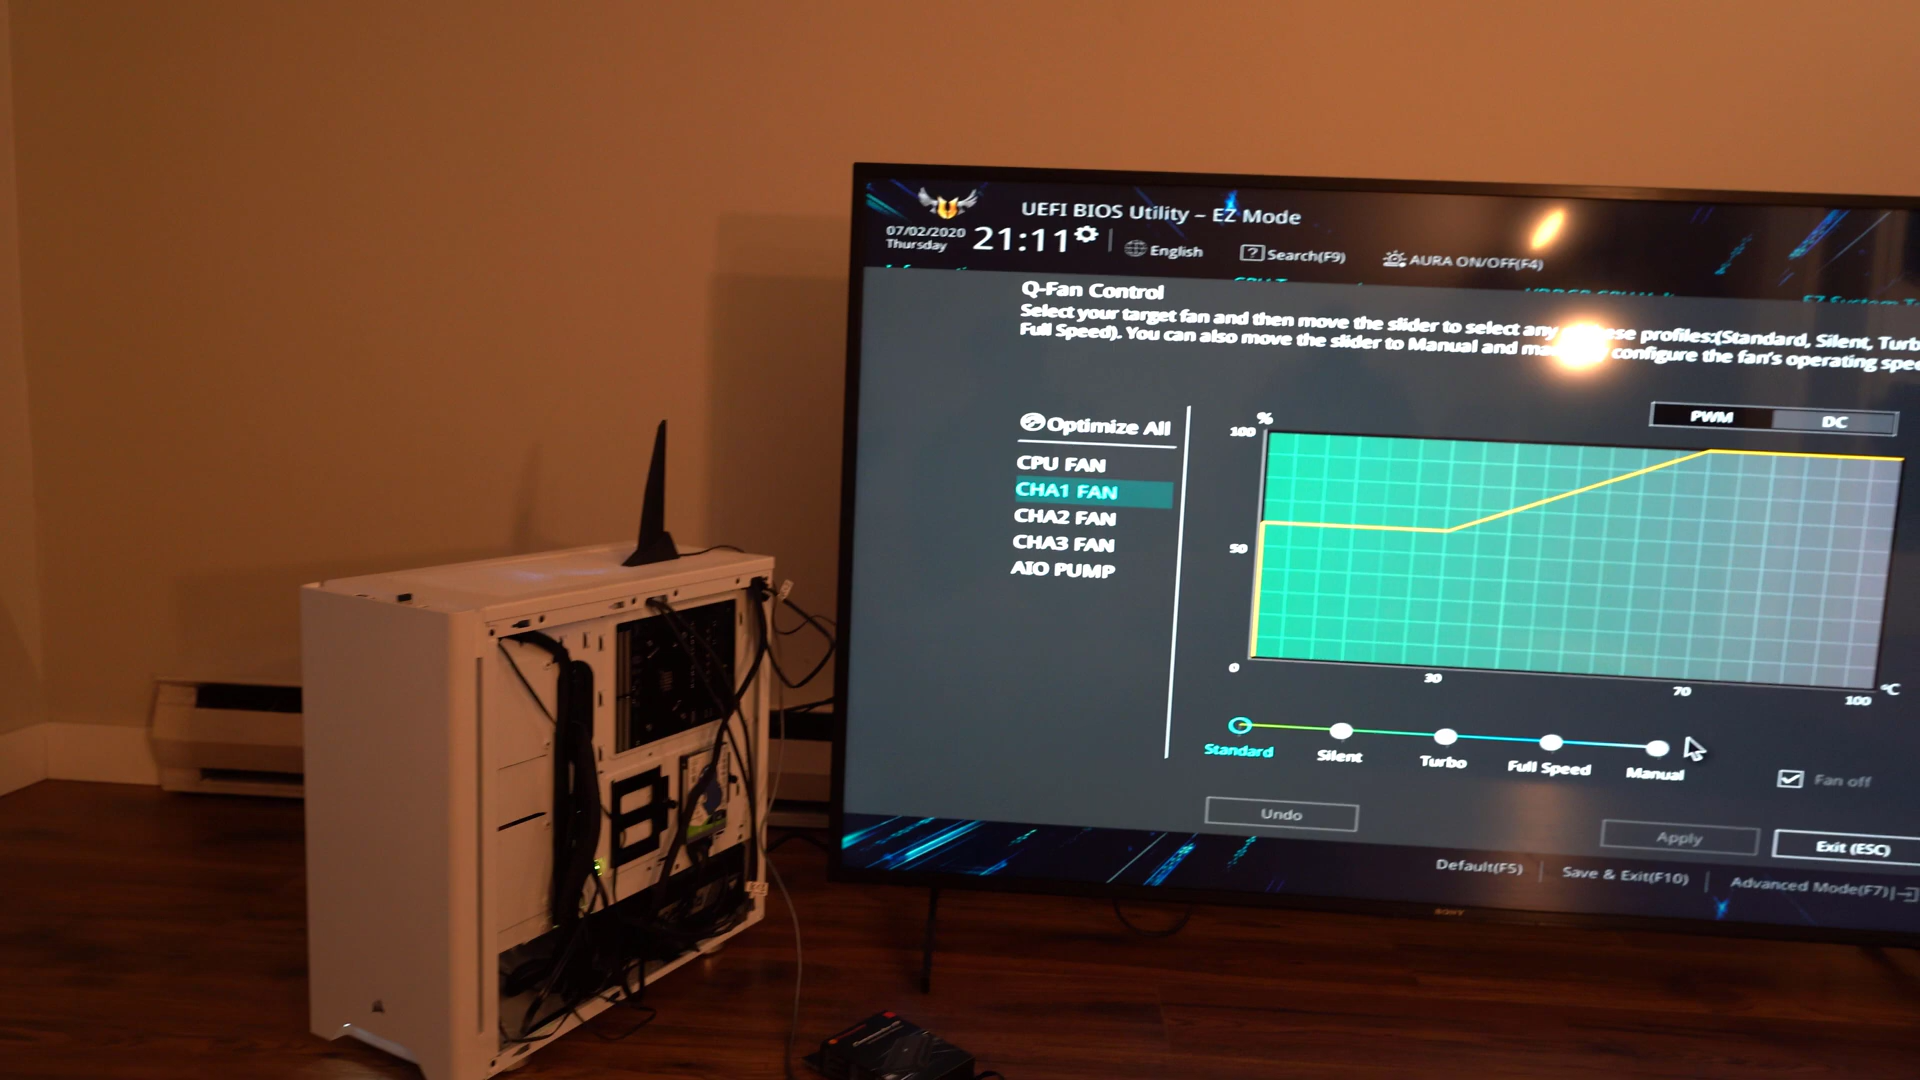 UEFI BIOS Utility – EZ Mode
07/02/2020
Thursday
21:11
English
Search(F9)
AURA ON/OFF(F4)
Q-Fan Control
Select your target fan and then move the slider to select any profiles:(Standard, Silent,
Full Speed). You can also move the slider to Manual and configure the fan's operating
Optimize All
CPU FAN
CHA1 FAN
CHA2 FAN
CHA3 FAN
AIO PUMP
PWM
DC
%
100
50
0
30
70
100
°C
Standard
Silent
Turbo
Full Speed
Manual
Fan off
Undo
Apply
Exit (ESC)
Default(F5)
Save & Exit(F10)
Advanced Mode(F7)
SONY